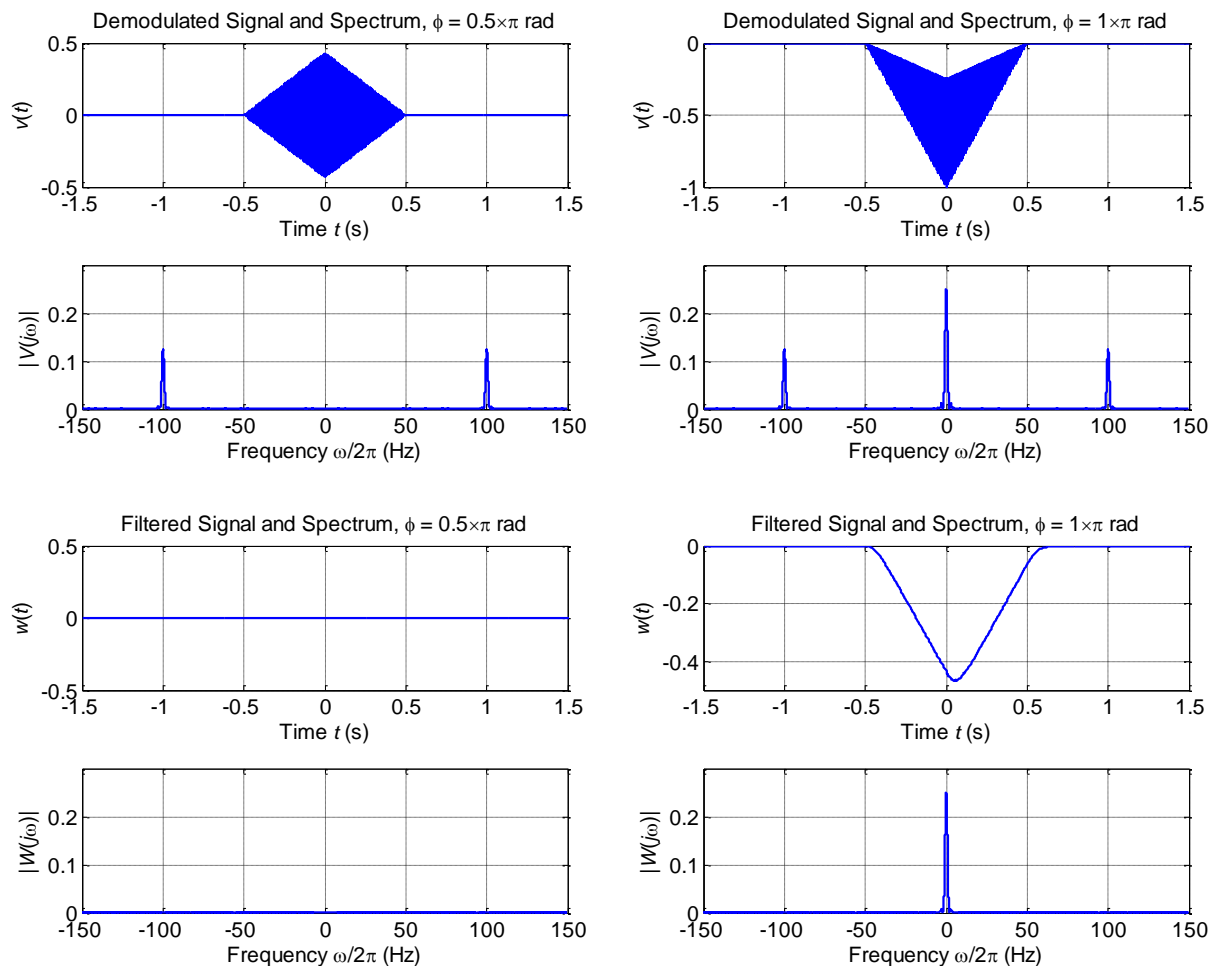 Demodulated Signal and Spectrum, ϕ = 0.5×π rad
0.5
0
-0.5
v(t)
-1.5 -1 -0.5 0 0.5 1 1.5
Time t (s)
0.2
0.1
0
|V(jω)|
-150 -100 -50 0 50 100 150
Frequency ω/2π (Hz)
Demodulated Signal and Spectrum, ϕ = 1×π rad
0
-0.5
-1
v(t)
-1.5 -1 -0.5 0 0.5 1 1.5
Time t (s)
0.2
0.1
0
|V(jω)|
-150 -100 -50 0 50 100 150
Frequency ω/2π (Hz)
Filtered Signal and Spectrum, ϕ = 0.5×π rad
0.5
0
-0.5
w(t)
-1.5 -1 -0.5 0 0.5 1 1.5
Time t (s)
0.2
0.1
0
|W(jω)|
-150 -100 -50 0 50 100 150
Frequency ω/2π (Hz)
Filtered Signal and Spectrum, ϕ = 1×π rad
0
-0.2
-0.4
w(t)
-1.5 -1 -0.5 0 0.5 1 1.5
Time t (s)
0.2
0.1
0
|W(jω)|
-150 -100 -50 0 50 100 150
Frequency ω/2π (Hz)